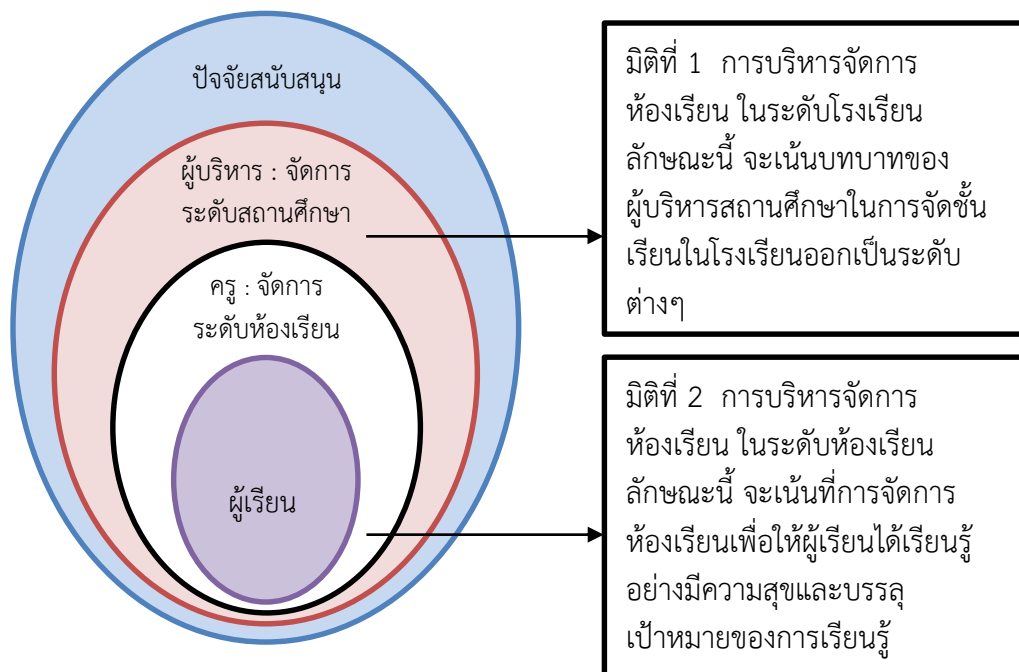 ปัจจัยสนับสนุน
ผู้บริหาร : จัดการ
ระดับสถานศึกษา
ครู : จัดการ
ระดับห้องเรียน
ผู้เรียน
มิติที่ 1 การบริหารจัดการ
ห้องเรียน ในระดับโรงเรียน
ลักษณะนี้ จะเน้นบทบาทของ
ผู้บริหารสถานศึกษาในการจัดชั้น
เรียนในโรงเรียนออกเป็นระดับ
ต่างๆ
มิติที่ 2 การบริหารจัดการ
ห้องเรียน ในระดับห้องเรียน
ลักษณะนี้ จะเน้นที่การจัดการ
ห้องเรียนเพื่อให้ผู้เรียนได้เรียนรู้
อย่างมีความสุขและบรรลุ
เป้าหมายของการเรียนรู้